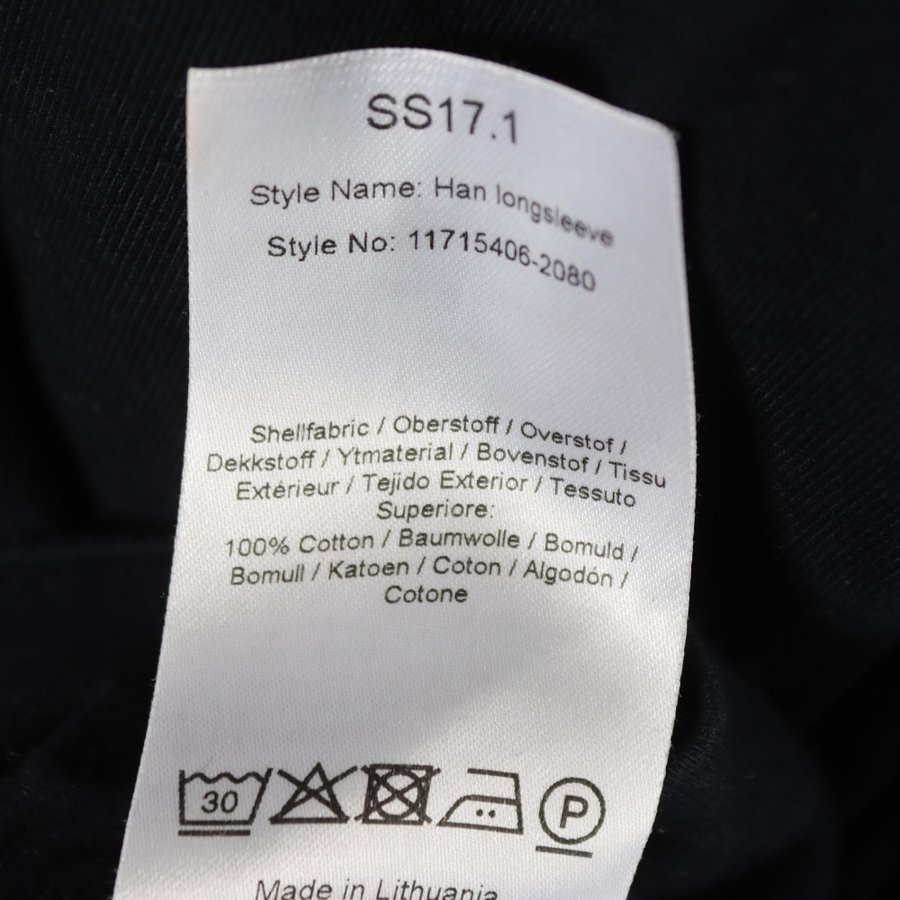 SS17.1
Style Name: Han longsleeve
Style No: 11715406-2080
Shellfabric / Oberstoff / Overstof /
Dekkstoff / Ytmaterial / Bovenstof / Tissu
Extérieur / Tejido Exterior / Tessuto
Superiore:
100% Cotton / Baumwolle / Bomuld /
Bomull / Katoen / Coton / Algodón /
Cotone
30
P
Made in Lithuania